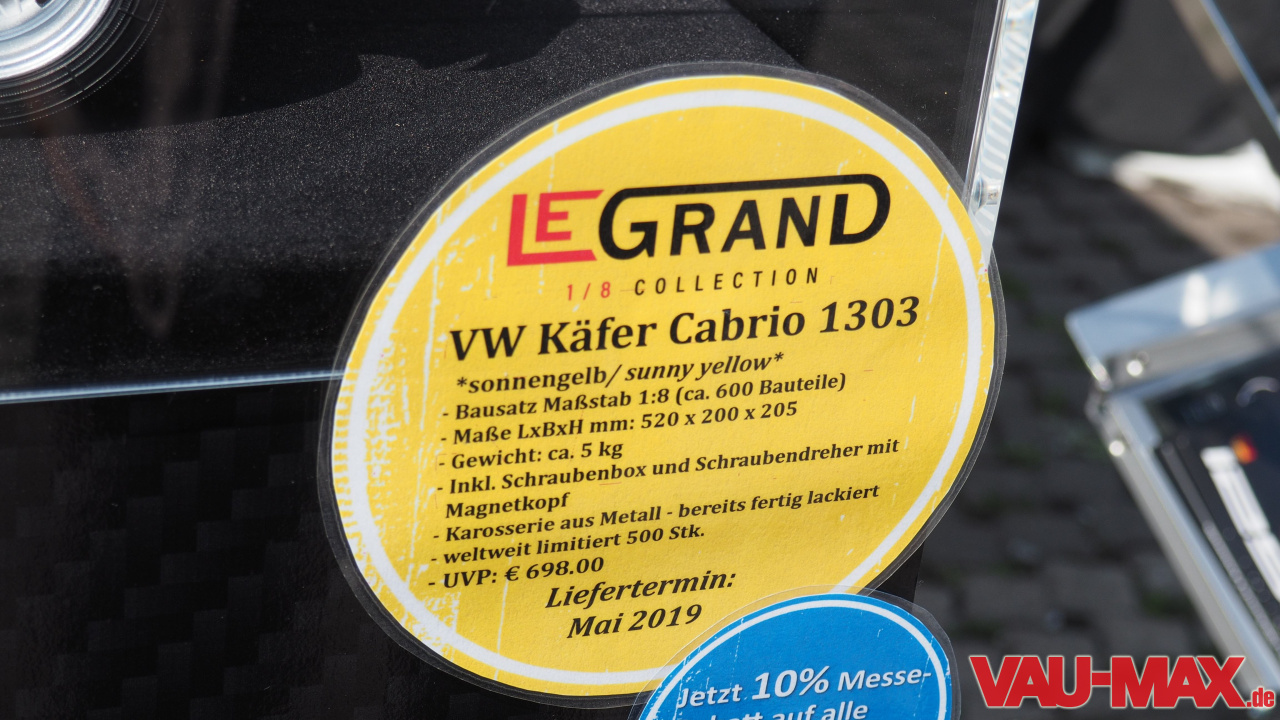 LEGRAND
1/8 COLLECTION
VW Käfer Cabrio 1303
*sonnengelb/ sunny yellow*
- Bausatz Maßstab 1:8 (ca. 600 Bauteile)
- Maße LxBxH mm: 520 x 200 x 205
- Gewicht: ca. 5 kg
- Inkl. Schraubenbox und Schraubendreher mit
Magnetkopf
- Karosserie aus Metall - bereits fertig lackiert
- weltweit limitiert 500 Stk.
- UVP: € 698.00
Liefertermin:
Mai 2019
Jetzt 10% Messe-
auf alle
VAU-MAX.de